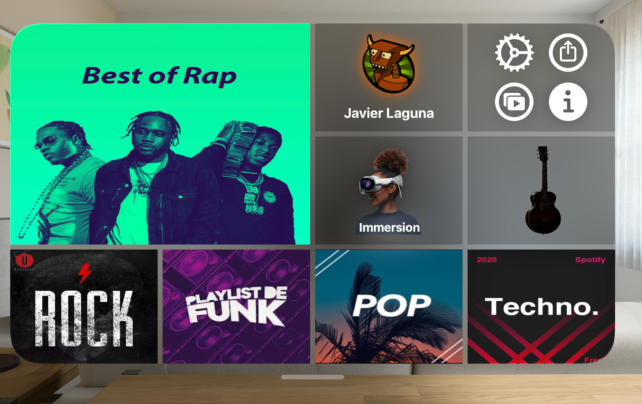 Best of Rap
Javier Laguna
Immersion
U
ROCK
PLAYLIST DE
FUNK
POP
2020 Spotify
Techno.